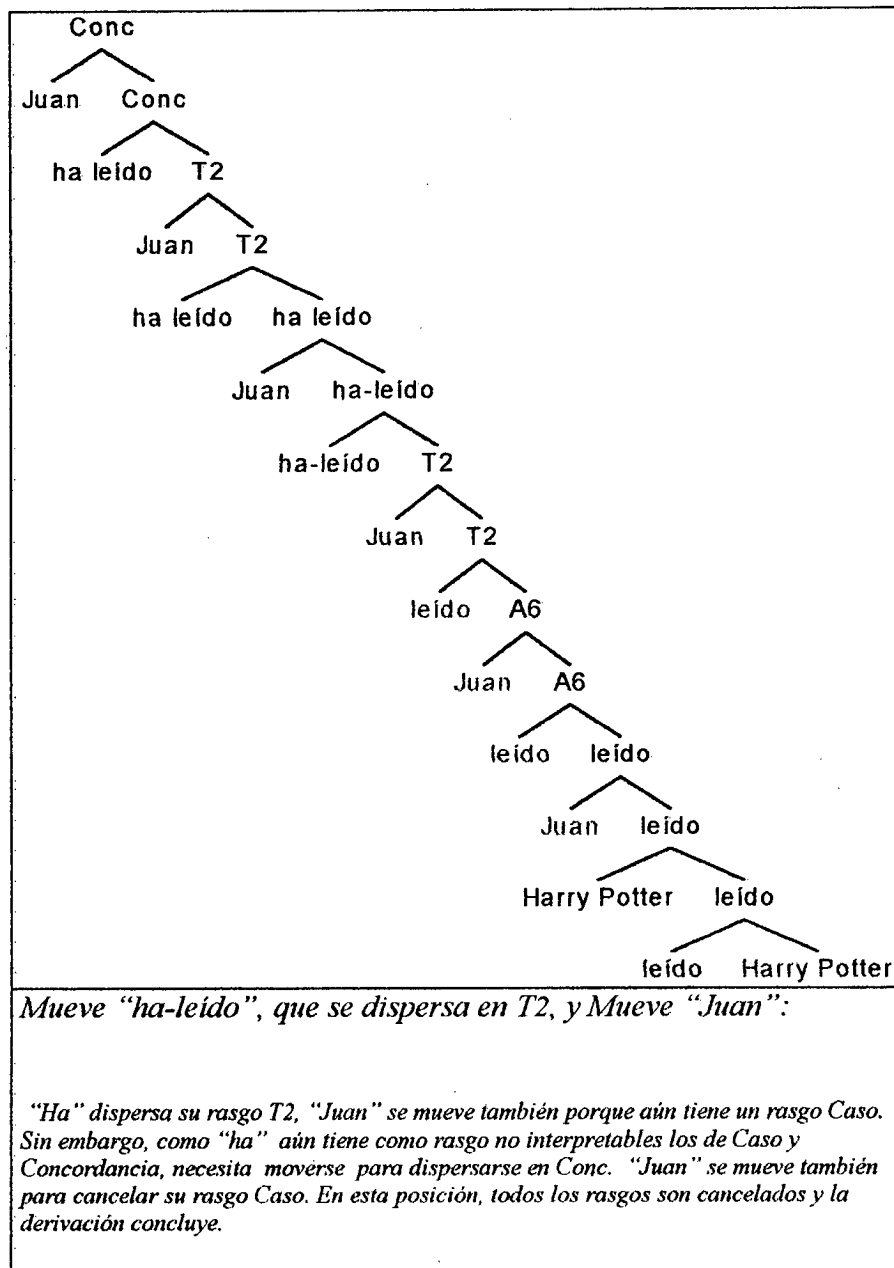 Conc
Juan Conc
ha leído T2
Juan T2
ha leído ha leído
Juan ha-leído
ha-leído T2
Juan T2
leído A6
Juan A6
leído leído
Juan leído
Harry Potter leído
leído Harry Potter
Mueve “ha-leído”, que se dispersa en T2, y Mueve “Juan”:
“Ha” dispersa su rasgo T2, “Juan” se mueve también porque aún tiene un rasgo Caso.
Sin embargo, como “ha” aún tiene como rasgo no interpretables los de Caso y
Concordancia, necesita moverse para dispersarse en Conc. “Juan” se mueve también
para cancelar su rasgo Caso. En esta posición, todos los rasgos son cancelados y la
derivación concluye.